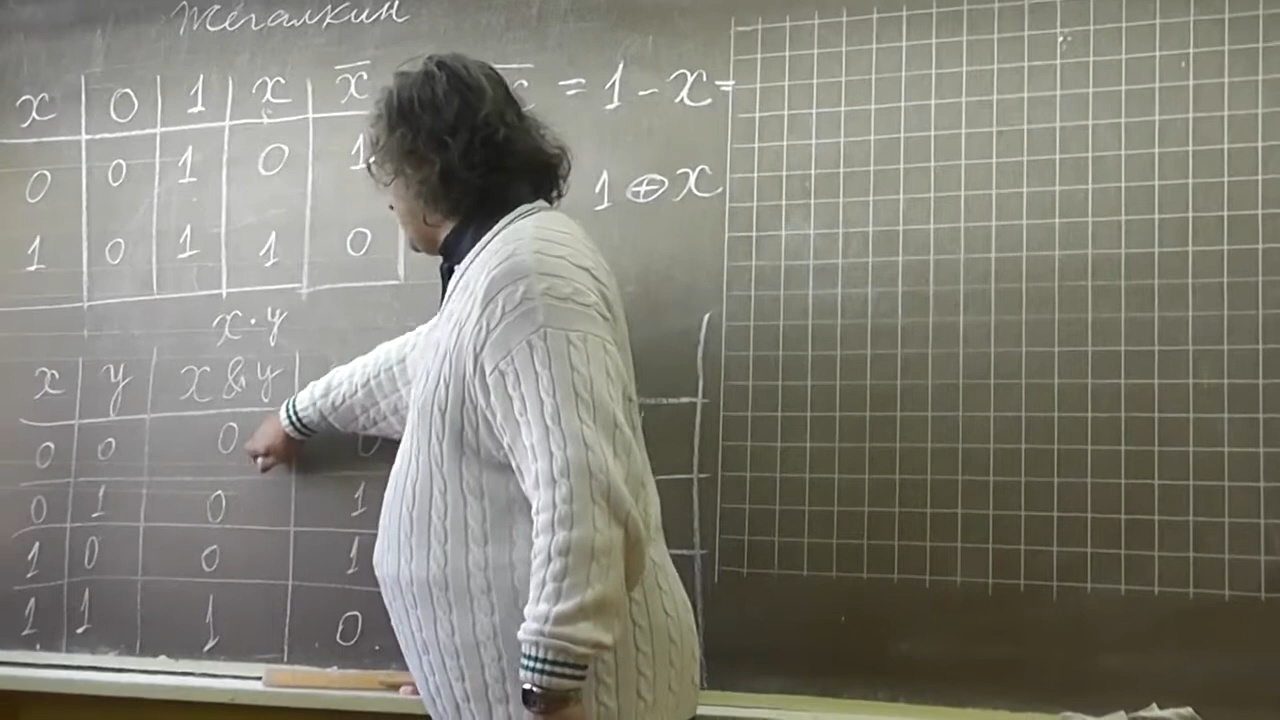 Жегалкин
x 0 1 x x̅ x̅ = 1 - x =
0 0 1 0 1 1 ⊕ x
1 0 1 1 0
x · y
x y x & y
0 0 0 0
0 1 0 1
1 0 0 1
1 1 1 0